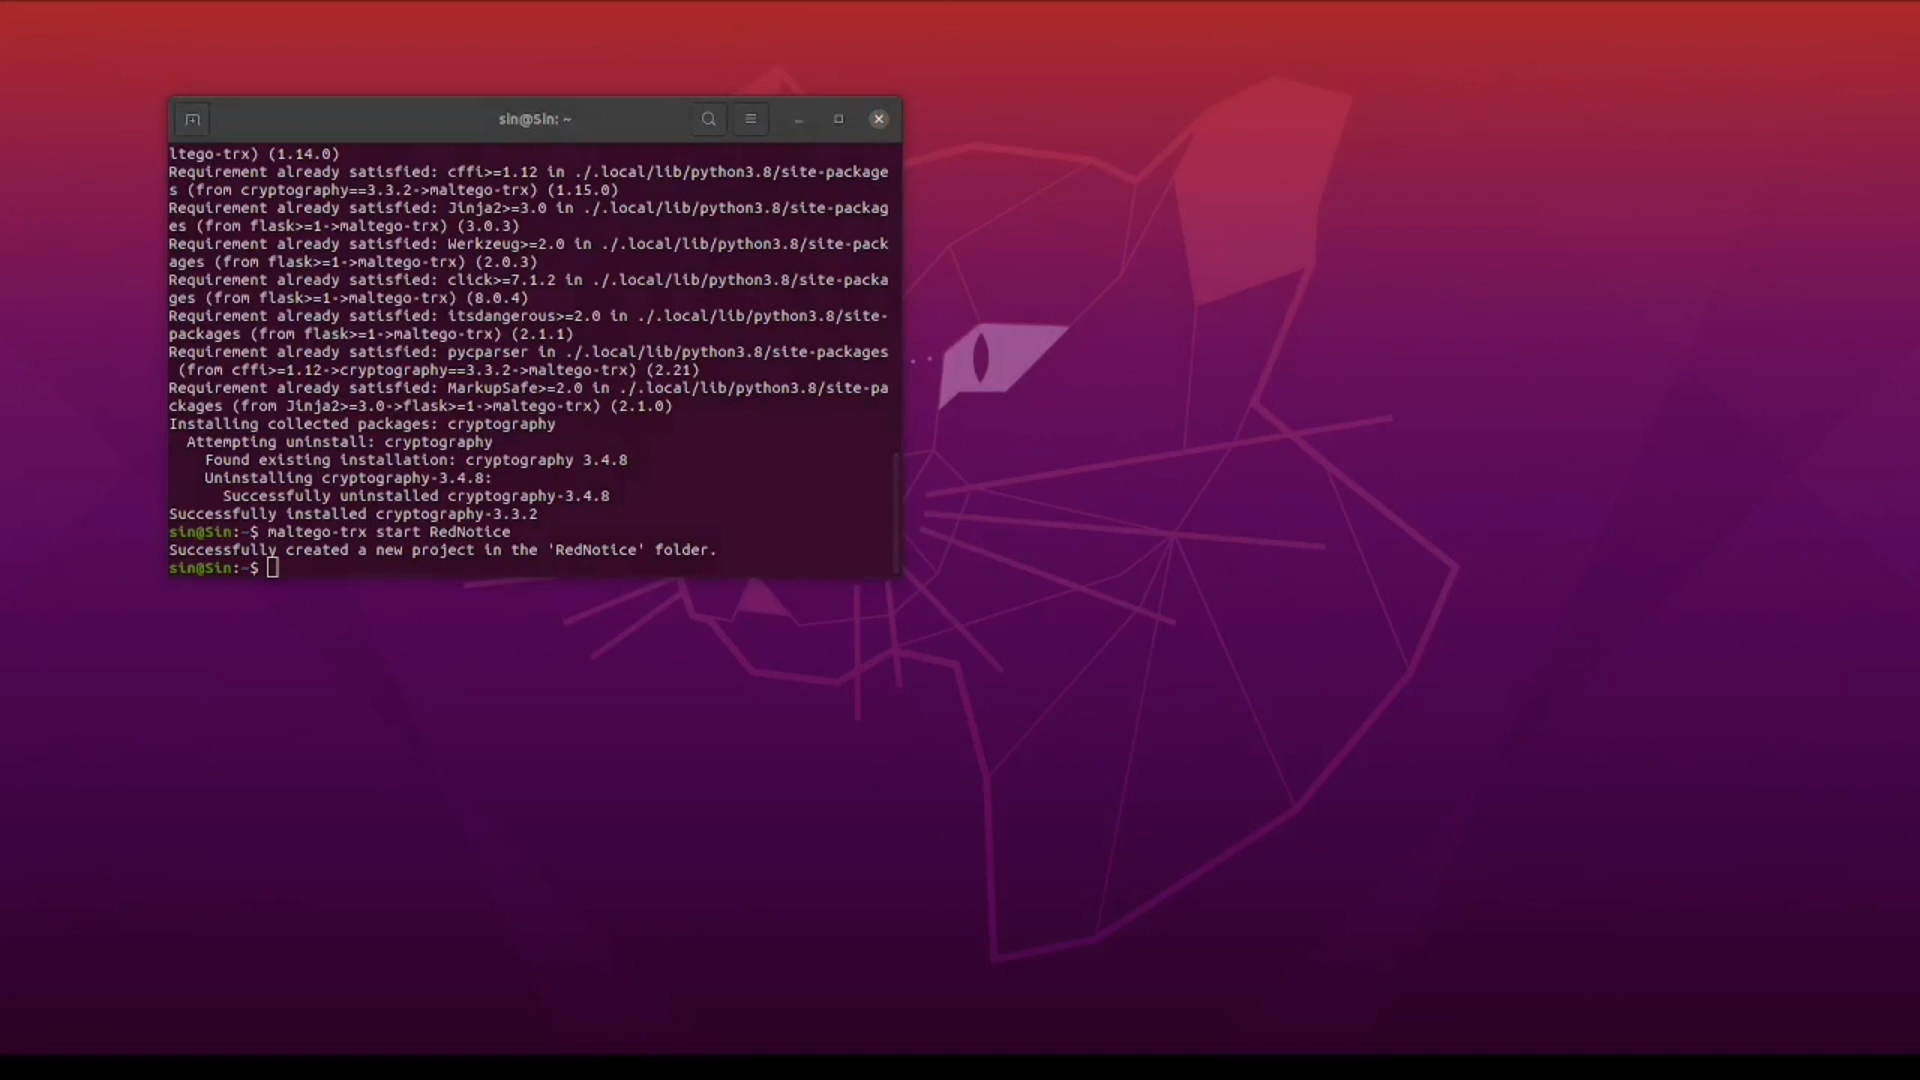 sin@Sin: ~
ltego-trx) (1.14.0)
Requirement already satisfied: cffi>=1.12 in ./.local/lib/python3.8/site-package
s (from cryptography==3.3.2->maltego-trx) (1.15.0)
Requirement already satisfied: Jinja2>=3.0 in ./.local/lib/python3.8/site-packag
es (from flask>=1->maltego-trx) (3.0.3)
Requirement already satisfied: Werkzeug>=2.0 in ./.local/lib/python3.8/site-pack
ages (from flask>=1->maltego-trx) (2.0.3)
Requirement already satisfied: click>=7.1.2 in ./.local/lib/python3.8/site-packa
ges (from flask>=1->maltego-trx) (8.0.4)
Requirement already satisfied: itsdangerous>=2.0 in ./.local/lib/python3.8/site-
packages (from flask>=1->maltego-trx) (2.1.1)
Requirement already satisfied: pycparser in ./.local/lib/python3.8/site-packages
 (from cffi>=1.12->cryptography==3.3.2->maltego-trx) (2.21)
Requirement already satisfied: MarkupSafe>=2.0 in ./.local/lib/python3.8/site-pa
ckages (from Jinja2>=3.0->flask>=1->maltego-trx) (2.1.0)
Installing collected packages: cryptography
  Attempting uninstall: cryptography
    Found existing installation: cryptography 3.4.8
    Uninstalling cryptography-3.4.8:
      Successfully uninstalled cryptography-3.4.8
Successfully installed cryptography-3.3.2
sin@Sin:~$ maltego-trx start RedNotice
Successfully created a new project in the 'RedNotice' folder.
sin@Sin:~$